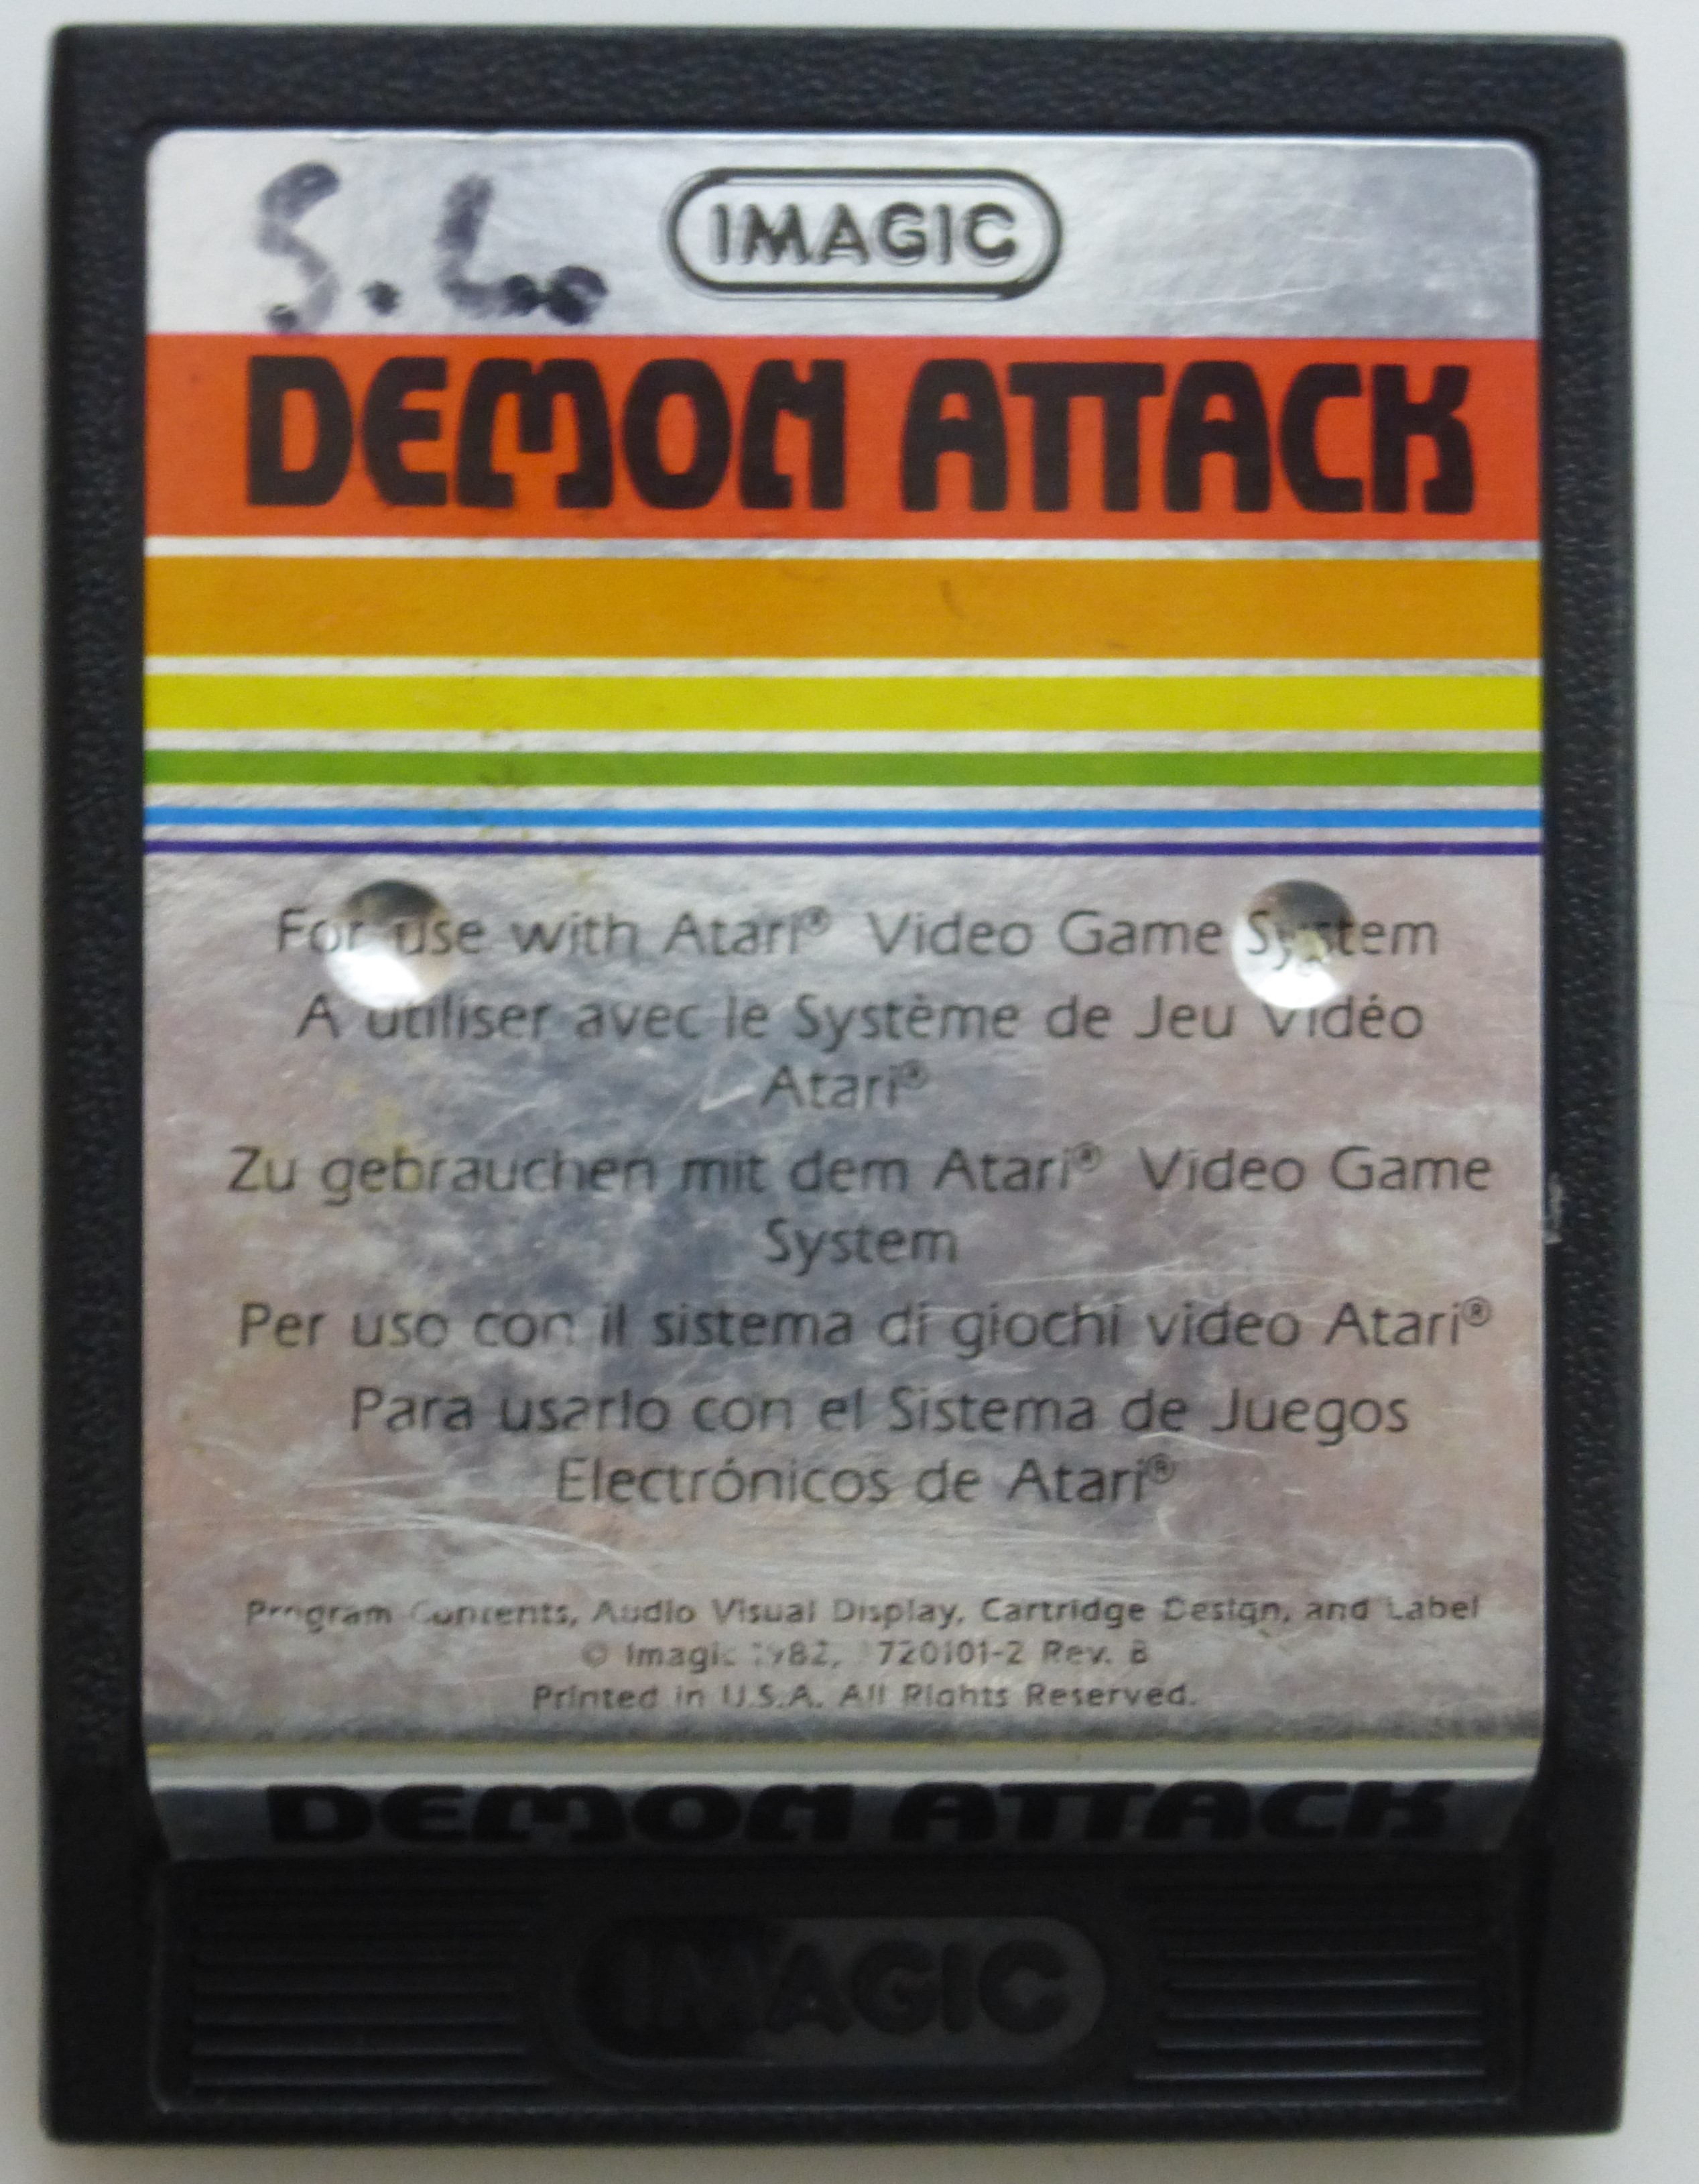 S. L.
IMAGIC
DEMON ATTACK
For use with Atari® Video Game System
A utiliser avec le Système de Jeu Vidéo
Atari®
Zu gebrauchen mit dem Atari® Video Game
System
Per uso con il sistema di giochi video Atari®
Para usarlo con el Sistema de Juegos
Electrónicos de Atari®
Program Contents, Audio Visual Display, Cartridge Design, and Label
© Imagic 1982, 720101-2 Rev. B
Printed in U.S.A. All Rights Reserved.
DEMON ATTACK
IMAGIC